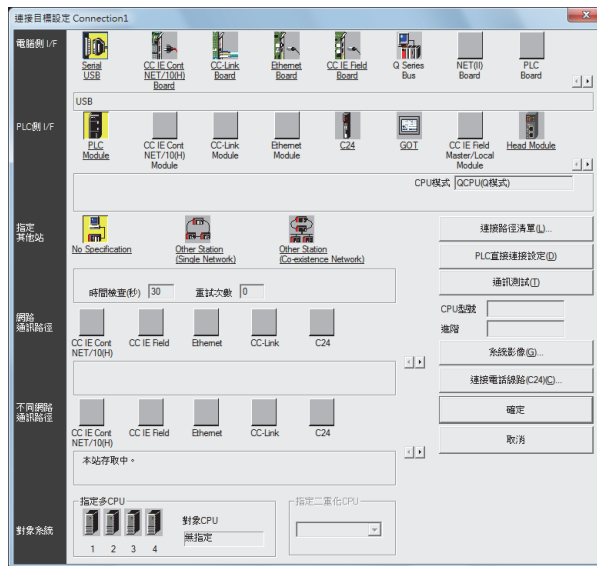 連接目標設定 Connection1
電腦側 I/F
Serial
USB
CC IE Cont
NET/10(H)
Board
CC-Link
Board
Ethernet
Board
CC IE Field
Board
Q Series
Bus
NET(II)
Board
PLC
Board
USB
PLC側 I/F
PLC
Module
CC IE Cont
NET/10(H)
Module
CC-Link
Module
Ethernet
Module
C24
GOT
CC IE Field
Master/Local
Module
Head Module
CPU模式 QCPU(Q模式)
指定
其他站
No Specification
Other Station
(Single Network)
Other Station
(Co-existence Network)
時間檢查(秒) 30 重試次數 0
網路
通訊路徑
CC IE Cont
NET/10(H)
CC IE Field
Ethernet
CC-Link
C24
不同網路
通訊路徑
CC IE Cont
NET/10(H)
CC IE Field
Ethernet
CC-Link
C24
本站存取中。
連接路徑清單(L)...
PLC直接連接設定(D)
通訊測試(T)
CPU型號
進階
系統影像(G)...
連接電話線路(C24)(C)...
確定
取消
對象系統
指定多CPU
1 2 3 4
對象CPU
無指定
指定二重化CPU